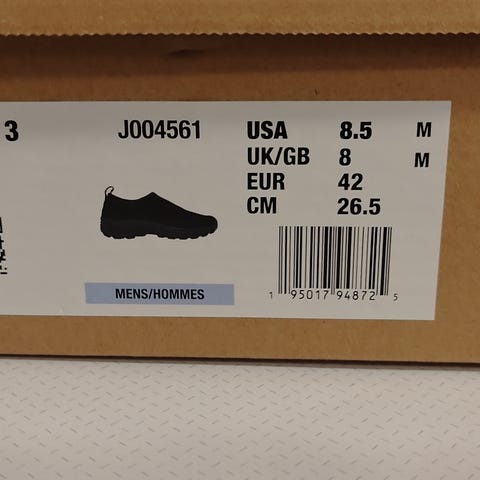 3
J004561
USA 8.5 M
UK/GB 8 M
EUR 42
CM 26.5
MENS/HOMMES
1 95017 94872 5